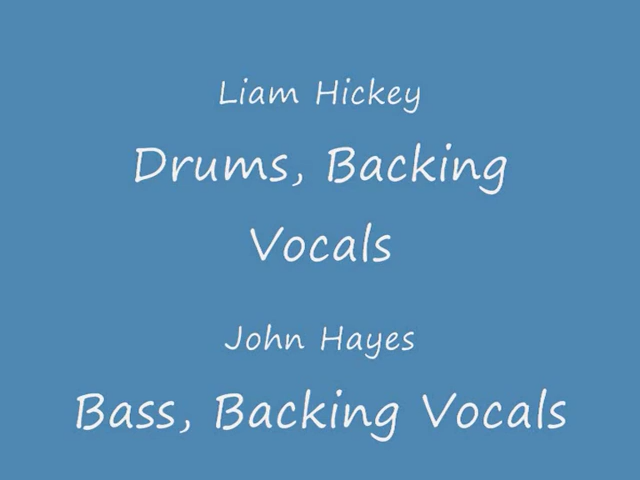 Liam Hickey
Drums, Backing
Vocals
John Hayes
Bass, Backing Vocals